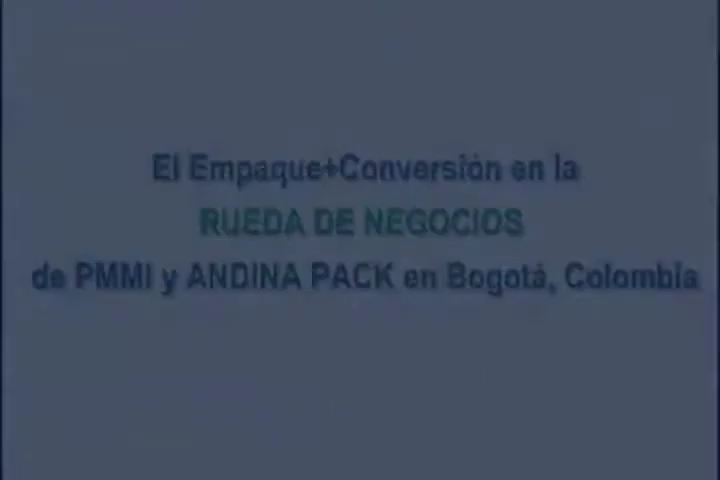 El Empaque+Conversión en la
RUEDA DE NEGOCIOS
de PMMI y ANDINA PACK en Bogotá, Colombia